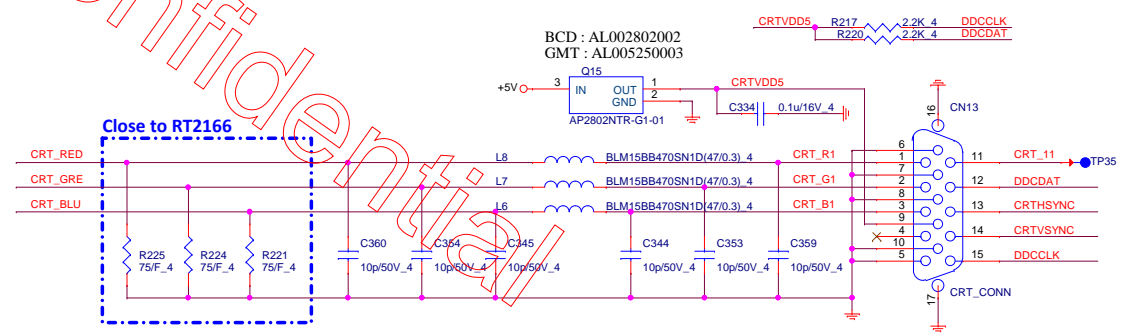 Confidential
CRTVDD5 R217 2.2K_4 DDCCLK
R220 2.2K_4 DDCDAT
BCD : AL002802002
GMT : AL005250003
Q15
+5V 3 IN OUT 1 CRTVDD5
GND 2
AP2802NTR-G1-01
C334 0.1u/16V_4
16
CN13
Close to RT2166
CRT_RED L8 BLM15BB470SN1D(47/0.3)_4 CRT_R1
CRT_GRE L7 BLM15BB470SN1D(47/0.3)_4 CRT_G1
CRT_BLU L6 BLM15BB470SN1D(47/0.3)_4 CRT_B1
6
1
7
2
8
3
9
4
10
5
11 CRT_11 TP35
12 DDCDAT
13 CRTHSYNC
14 CRTVSYNC
15 DDCCLK
R225
75/F_4
R224
75/F_4
R221
75/F_4
C360
10p/50V_4
C354
10p/50V_4
C345
10p/50V_4
C344
10p/50V_4
C353
10p/50V_4
C359
10p/50V_4
17
CRT_CONN